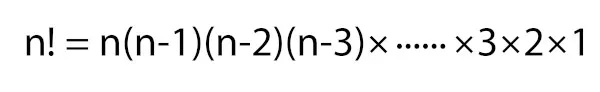 n! = n(n-1)(n-2)(n-3)× ······ ×3×2×1